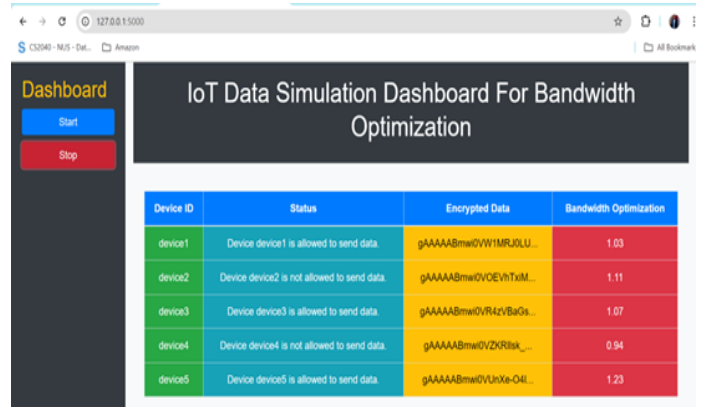 127.0.0.1:5000
CS2040 - NUS - Dat...
Amazon
All Bookmark
Dashboard
Start
Stop
IoT Data Simulation Dashboard For Bandwidth
Optimization
Device ID Status Encrypted Data Bandwidth Optimization
device1 Device device1 is allowed to send data. gAAAAABmwi0VW1MRJ0LU... 1.03
device2 Device device2 is not allowed to send data. gAAAAABmwi0VOEVhTxiM... 1.11
device3 Device device3 is allowed to send data. gAAAAABmwi0VR4zVBaGs... 1.07
device4 Device device4 is not allowed to send data. 0.94
device5 Device device5 is allowed to send data. 1.23